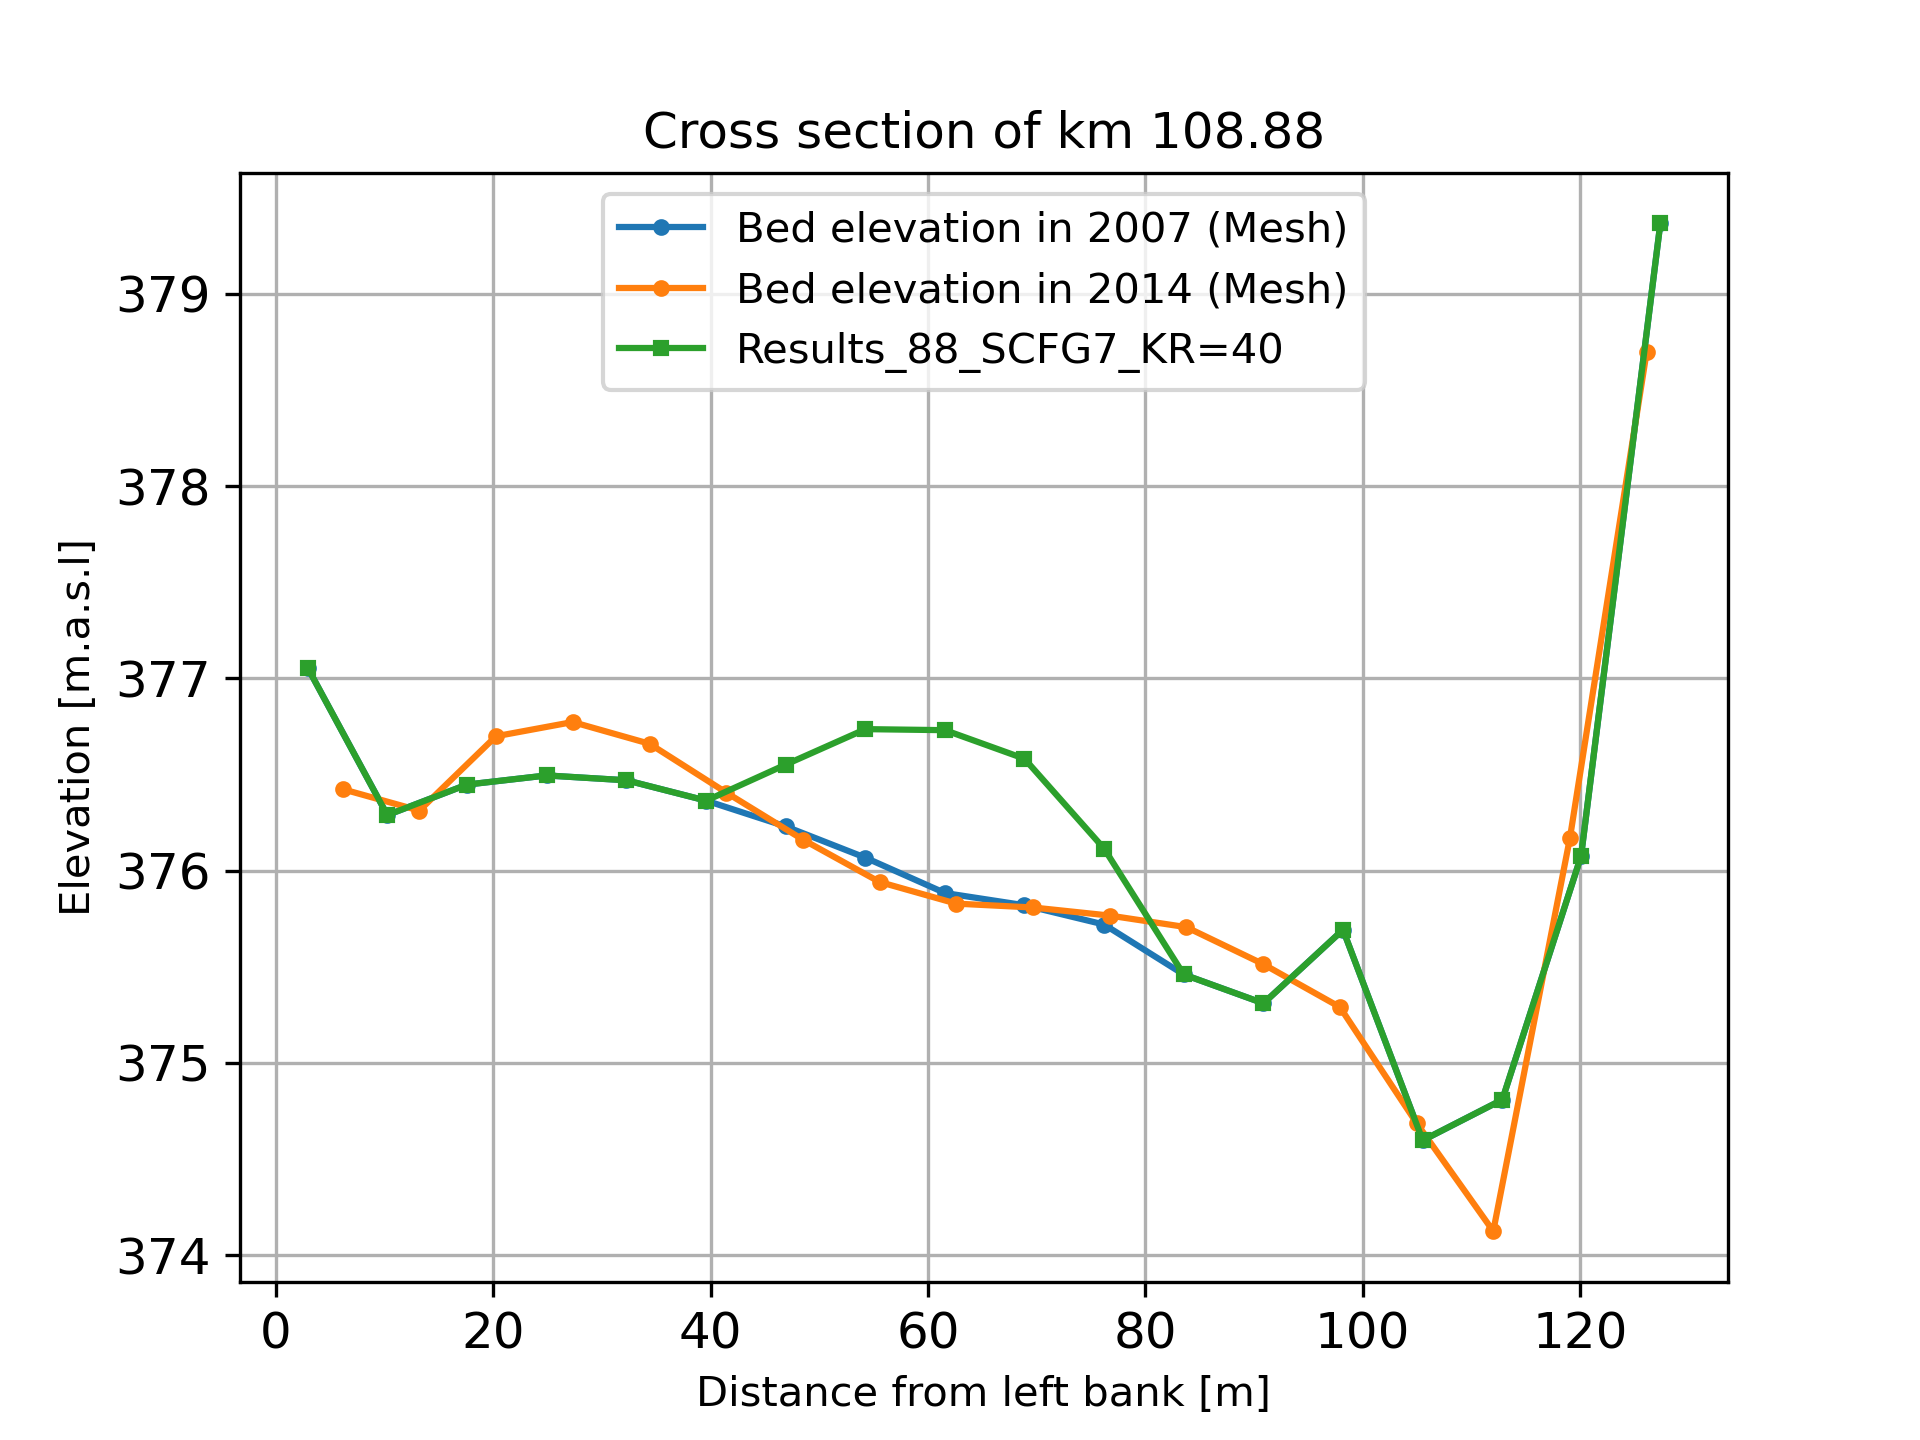 Cross section of km 108.88
Bed elevation in 2007 (Mesh)
Bed elevation in 2014 (Mesh)
Results_88_SCFG7_KR=40
Elevation [m.a.s.l]
379
378
377
376
375
374
0 20 40 60 80 100 120
Distance from left bank [m]